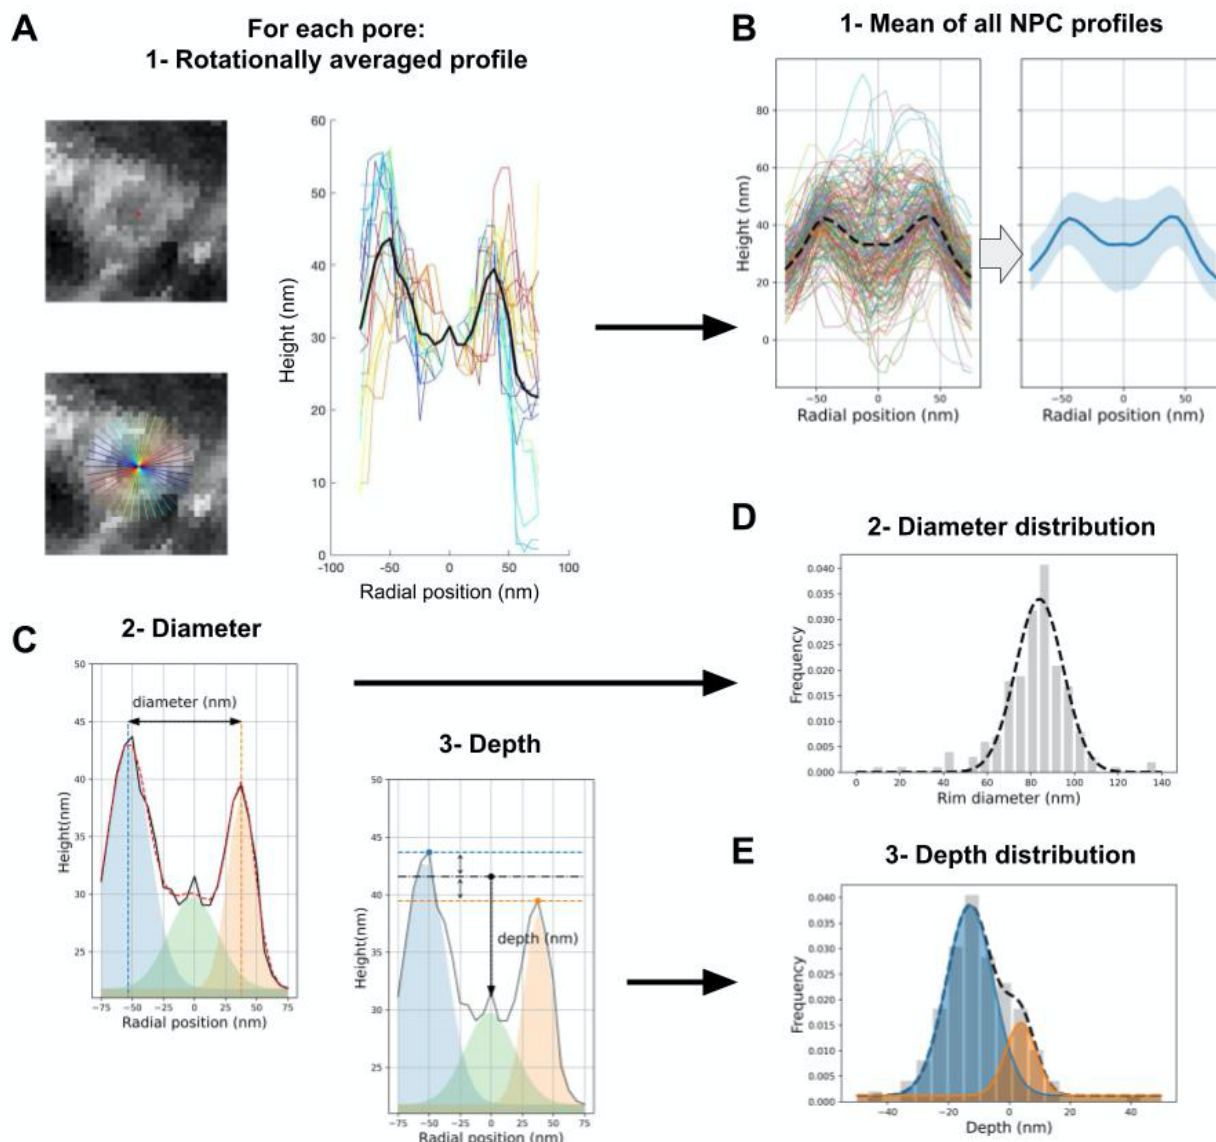 A
For each pore:
1- Rotationally averaged profile
60
50
40
30
20
10
0
Height (nm)
-100
-50
0
50
100
Radial position (nm)
B
1- Mean of all NPC profiles
80
60
40
20
0
Height (nm)
−50
0
50
Radial position (nm)
−50
0
50
Radial position (nm)
C
2- Diameter
50
45
40
35
30
25
Height(nm)
diameter (nm)
−75
−50
−25
0
25
50
75
Radial position (nm)
3- Depth
50
45
40
35
30
25
Height(nm)
depth (nm)
−75
−50
−25
0
25
50
75
Radial position (nm)
D
2- Diameter distribution
0.040
0.035
0.030
0.025
0.020
0.015
0.010
0.005
0.000
Frequency
0
20
40
60
80
100
120
140
Rim diameter (nm)
E
3- Depth distribution
0.040
0.035
0.030
0.025
0.020
0.015
0.010
0.005
0.000
Frequency
−40
−20
0
20
40
Depth (nm)